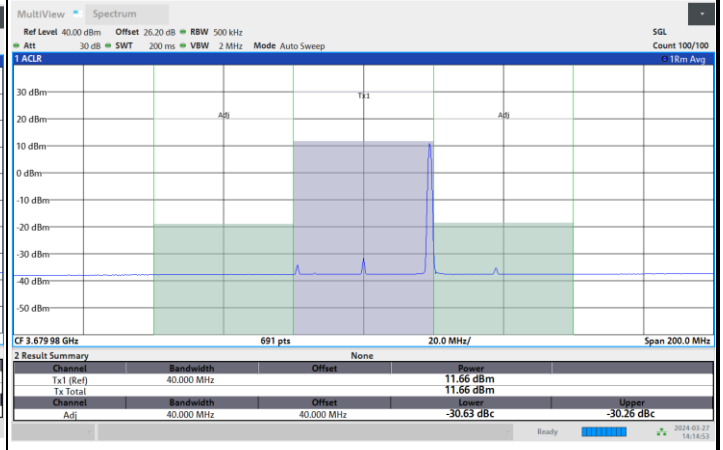 MultiView Spectrum
Ref Level 40.00 dBm Offset 26.20 dB RBW 500 kHz SGL
Att 30 dB SWT 200 ms VBW 2 MHz Mode Auto Sweep Count 100/100
1 ACLR 1Rm Avg
30 dBm
Tx1
20 dBm
Adj Adj
10 dBm
0 dBm
-10 dBm
-20 dBm
-30 dBm
-40 dBm
-50 dBm
CF 3.67998 GHz 691 pts 20.0 MHz/ Span 200.0 MHz
2 Result Summary None
Channel Bandwidth Offset Power
Tx1 (Ref) 40.000 MHz 11.66 dBm
Tx Total 11.66 dBm
Channel Bandwidth Offset Lower Upper
Adj 40.000 MHz 40.000 MHz -30.63 dBc -30.26 dBc
Ready 2024-03-27
14:14:53